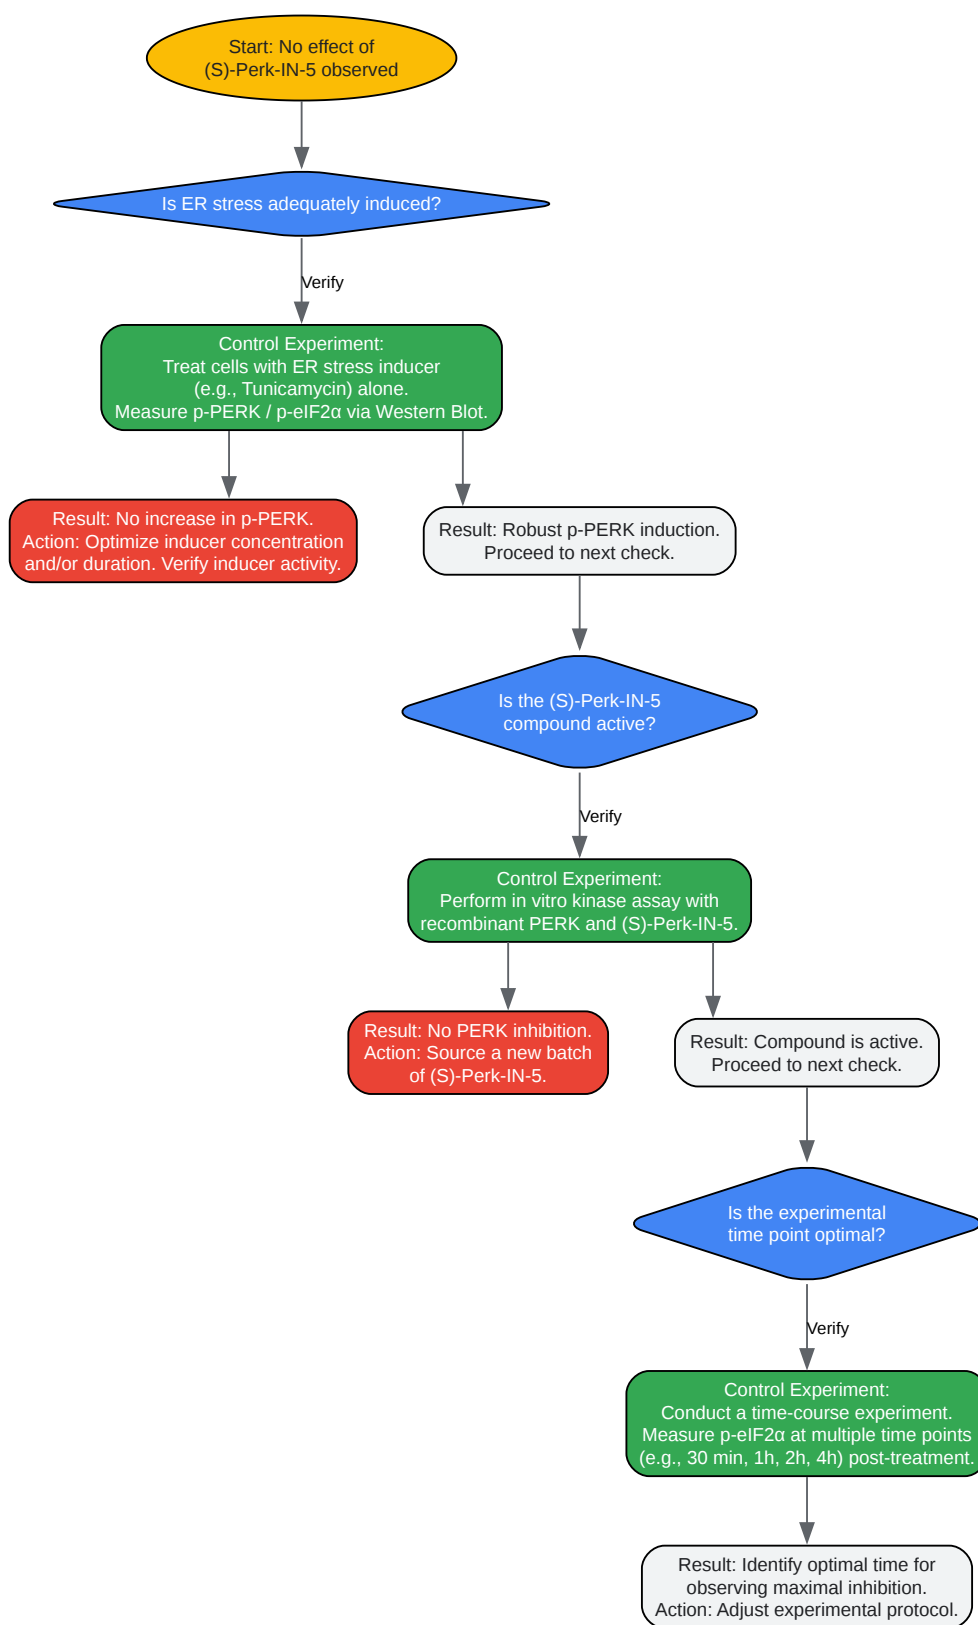 Start: No effect of
(S)-Perk-IN-5 observed
Is ER stress adequately induced?
Verify
Control Experiment:
Treat cells with ER stress inducer
(e.g., Tunicamycin) alone.
Measure p-PERK / p-eIF2α via Western Blot.
Result: No increase in p-PERK.
Action: Optimize inducer concentration
and/or duration. Verify inducer activity.
Result: Robust p-PERK induction.
Proceed to next check.
Is the (S)-Perk-IN-5
compound active?
Verify
Control Experiment:
Perform in vitro kinase assay with
recombinant PERK and (S)-Perk-IN-5.
Result: No PERK inhibition.
Action: Source a new batch
of (S)-Perk-IN-5.
Result: Compound is active.
Proceed to next check.
Is the experimental
time point optimal?
Verify
Control Experiment:
Conduct a time-course experiment.
Measure p-eIF2α at multiple time points
(e.g., 30 min, 1h, 2h, 4h) post-treatment.
Result: Identify optimal time for
observing maximal inhibition.
Action: Adjust experimental protocol.